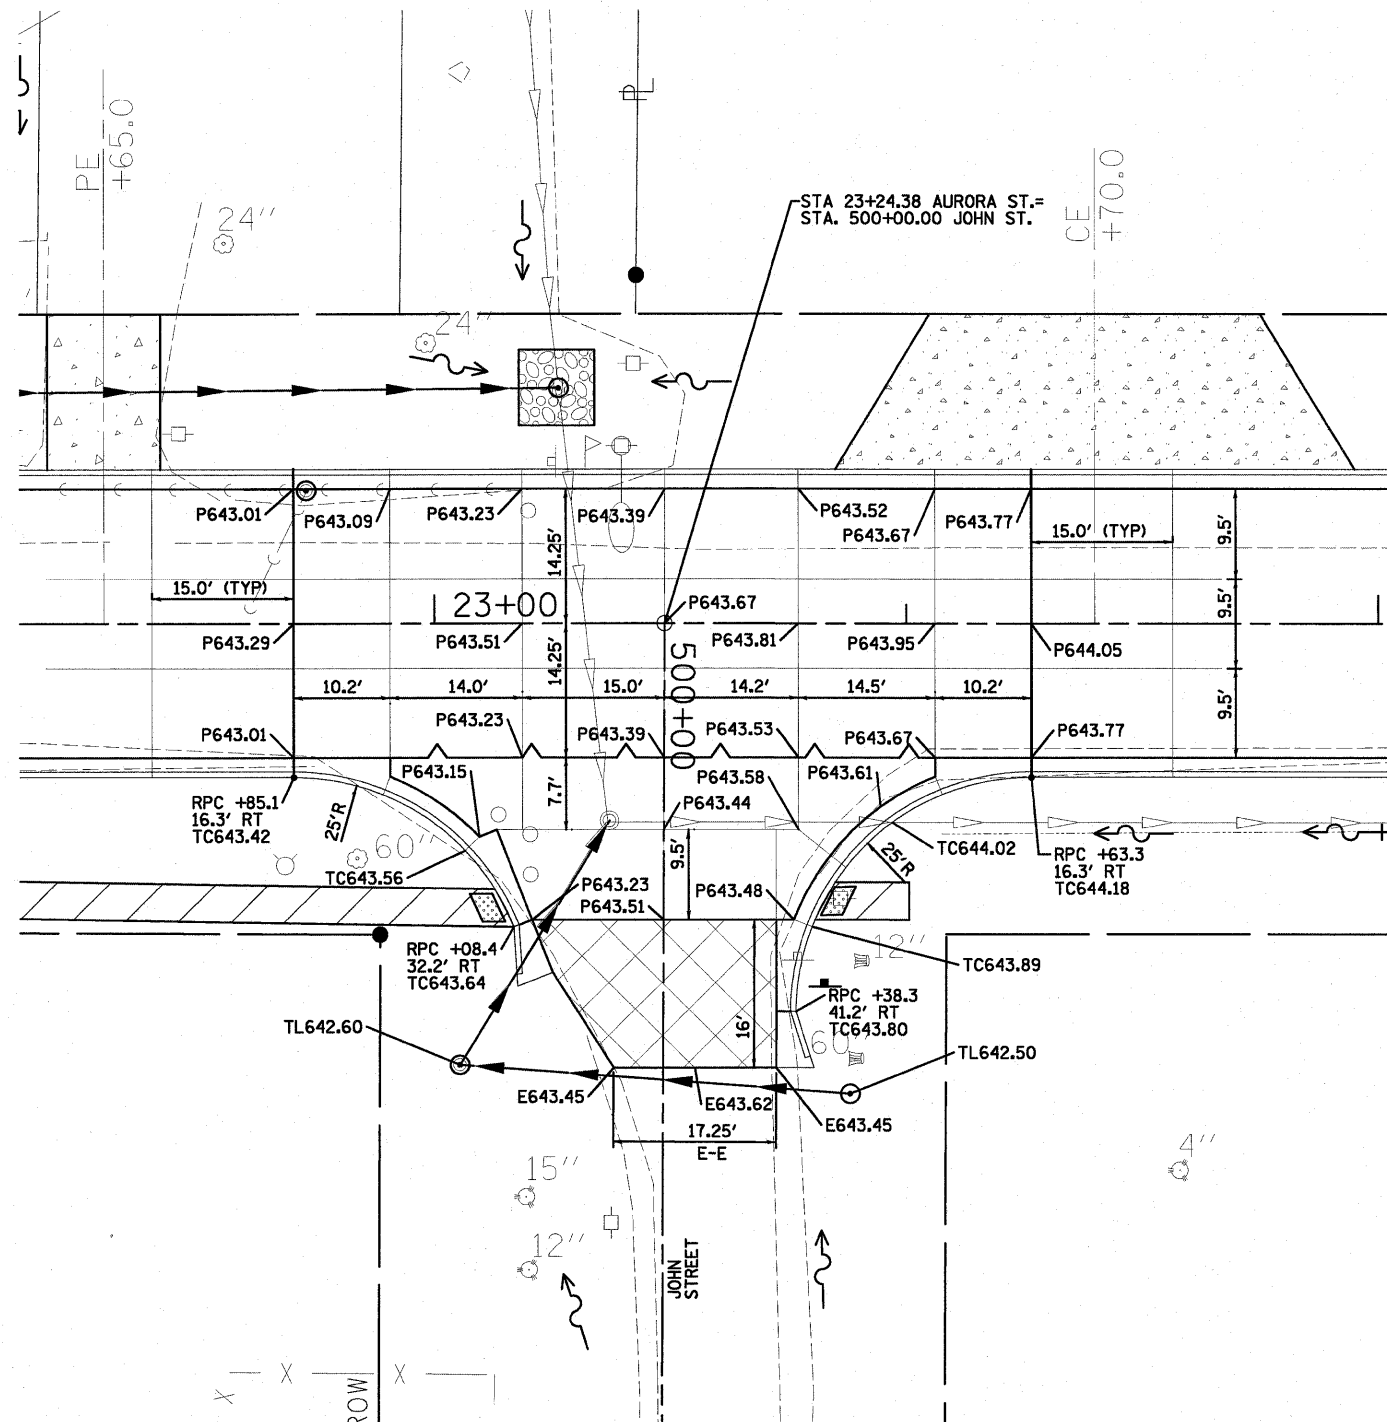 PE
+65.0
PL
24''
STA 23+24.38 AURORA ST.=
STA. 500+00.00 JOHN ST.
CE
+70.0
24''
P643.01
P643.09
P643.23
P643.39
P643.52
P643.67
P643.77
15.0' (TYP)
9.5'
14.25'
15.0' (TYP)
23+00
P643.67
9.5'
P643.29
P643.51
14.25'
500+00
P643.81
P643.95
P644.05
10.2'
14.0'
15.0'
14.2'
14.5'
10.2'
9.5'
P643.01
P643.23
P643.39
P643.53
P643.67
P643.77
P643.15
P643.58
P643.61
7.7'
RPC +85.1
16.3' RT
TC643.42
25'R
P643.44
60''
TC643.56
9.5'
TC644.02
25'R
RPC +63.3
16.3' RT
TC644.18
P643.23
P643.51
P643.48
RPC +08.4
32.2' RT
TC643.64
12''
TC643.89
RPC +38.3
41.2' RT
TC643.80
60''
16'
TL642.60
TL642.50
E643.45
E643.62
E643.45
17.25'
E-E
15''
4''
12''
JOHN
STREET
X
X
X
ROW